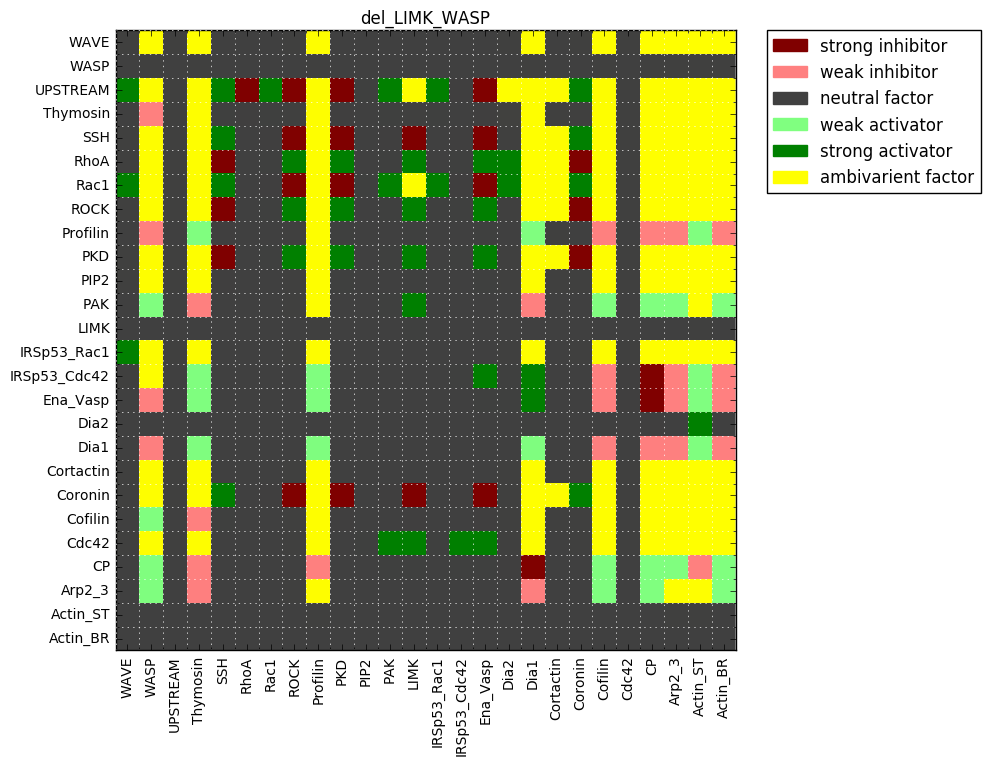 del_LIMK_WASP
WAVE
WASP
UPSTREAM
Thymosin
SSH
RhoA
Rac1
ROCK
Profilin
PKD
PIP2
PAK
LIMK
IRSp53_Rac1
IRSp53_Cdc42
Ena_Vasp
Dia2
Dia1
Cortactin
Coronin
Cofilin
Cdc42
CP
Arp2_3
Actin_ST
Actin_BR
WAVE
WASP
UPSTREAM
Thymosin
SSH
RhoA
Rac1
ROCK
Profilin
PKD
PIP2
PAK
LIMK
IRSp53_Rac1
IRSp53_Cdc42
Ena_Vasp
Dia2
Dia1
Cortactin
Coronin
Cofilin
Cdc42
CP
Arp2_3
Actin_ST
Actin_BR
strong inhibitor
weak inhibitor
neutral factor
weak activator
strong activator
ambivarient factor